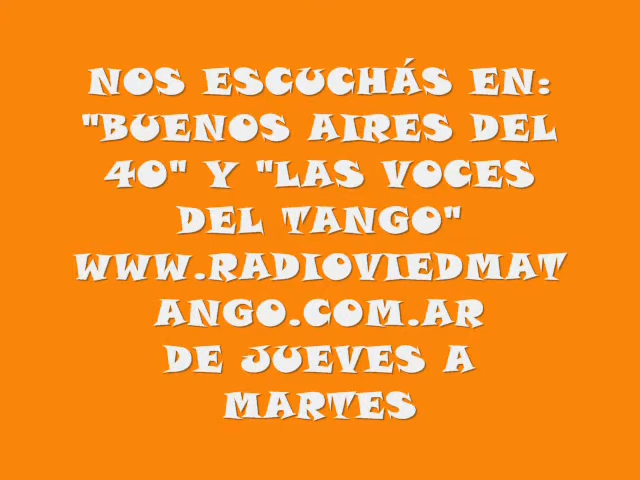 NOS ESCUCHÁS EN:
"BUENOS AIRES DEL
40" Y "LAS VOCES
DEL TANGO"
WWW.RADIOVIEDMAT
ANGO.COM.AR
DE JUEVES A
MARTES